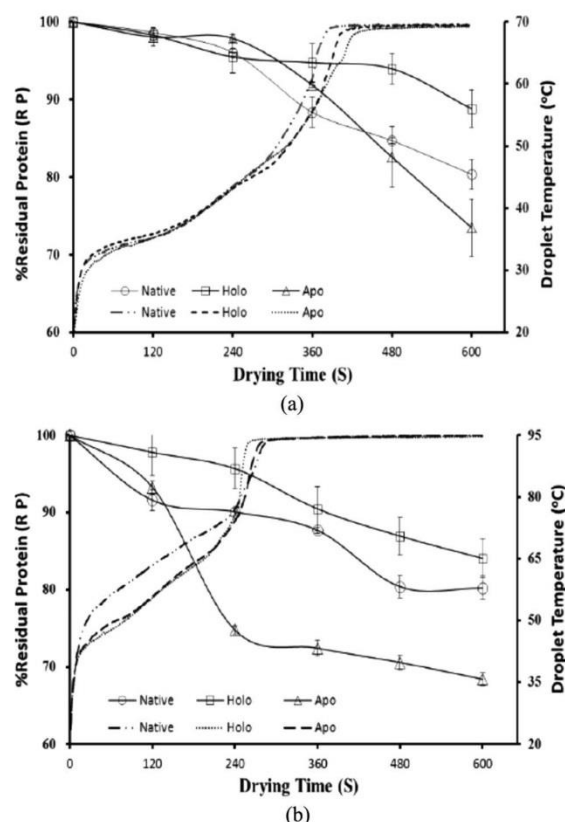 %Residual Protein (R P)
100
90
80
70
60
Droplet Temperature (°C)
70
60
50
40
30
20
Native Holo Apo
Native Holo Apo
0 120 240 360 480 600
Drying Time (S)
(a)
%Residual Protein (R P)
100
90
80
70
60
Droplet Temperature (°C)
95
80
65
50
35
20
Native Holo Apo
Native Holo Apo
0 120 240 360 480 600
Drying Time (S)
(b)